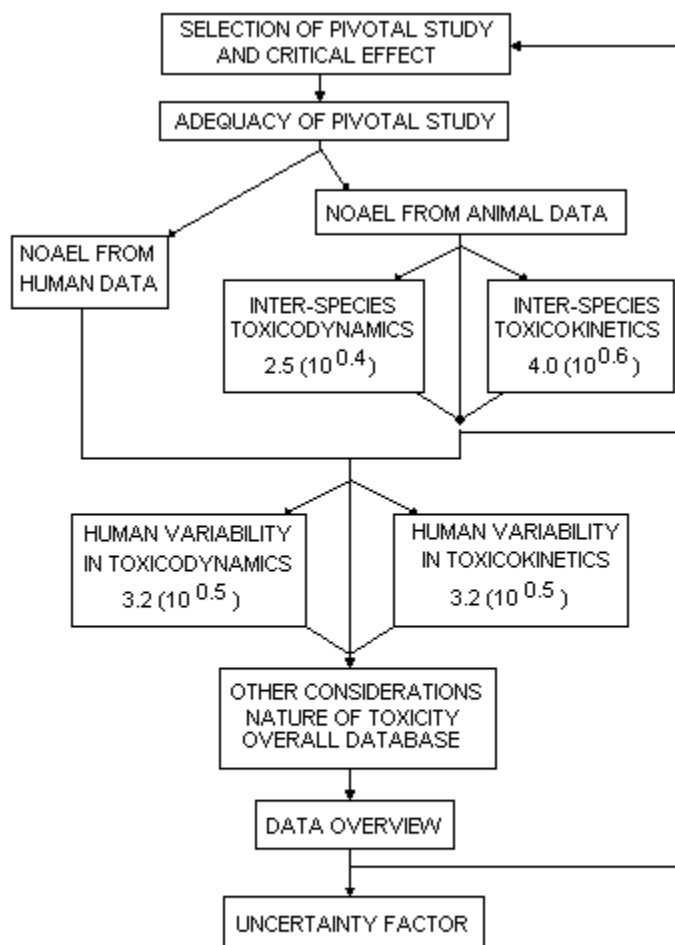 SELECTION OF PIVOTAL STUDY
AND CRITICAL EFFECT
ADEQUACY OF PIVOTAL STUDY
NOAEL FROM ANIMAL DATA
NOAEL FROM
HUMAN DATA
INTER-SPECIES
TOXICODYNAMICS
2.5 (10^0.4)
INTER-SPECIES
TOXICOKINETICS
4.0 (10^0.6)
HUMAN VARIABILITY
IN TOXICODYNAMICS
3.2 (10^0.5)
HUMAN VARIABILITY
IN TOXICOKINETICS
3.2 (10^0.5)
OTHER CONSIDERATIONS
NATURE OF TOXICITY
OVERALL DATABASE
DATA OVERVIEW
UNCERTAINTY FACTOR